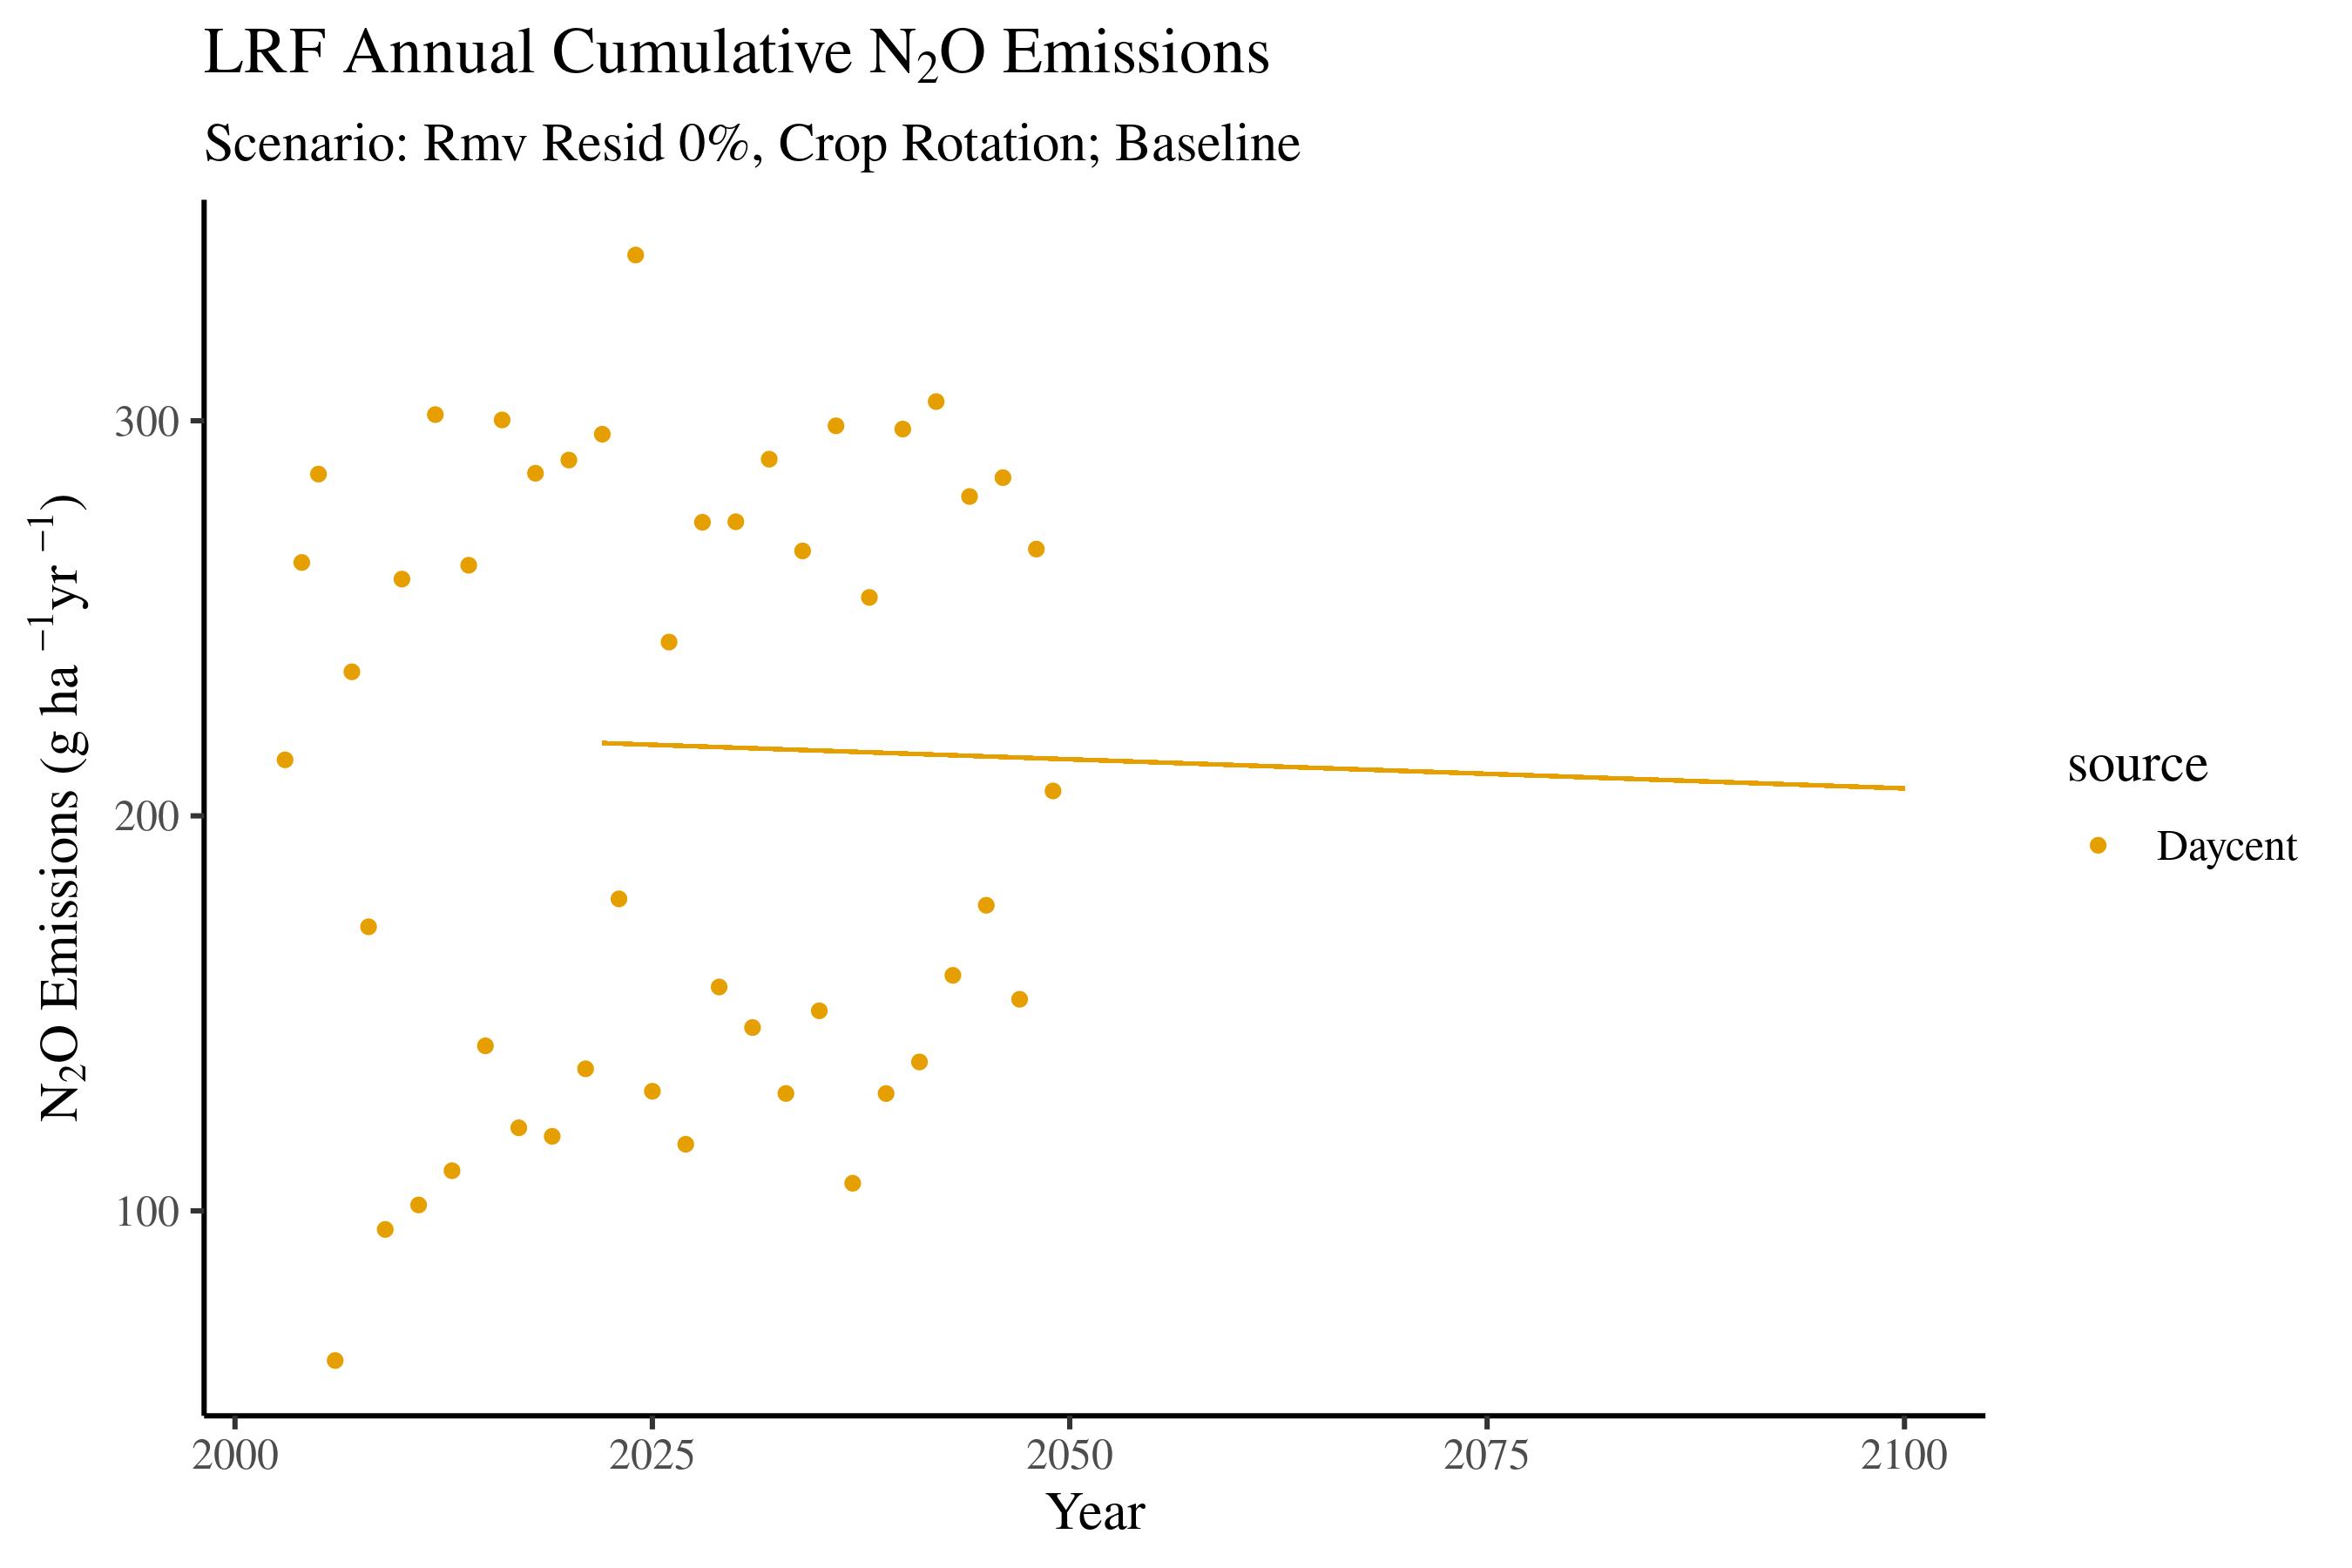 LRF Annual Cumulative N₂O Emissions
Scenario: Rmv Resid 0%, Crop Rotation; Baseline
N₂O Emissions (g ha ⁻¹yr ⁻¹)
300
200
100
2000 2025 2050 2075 2100
Year
source
Daycent